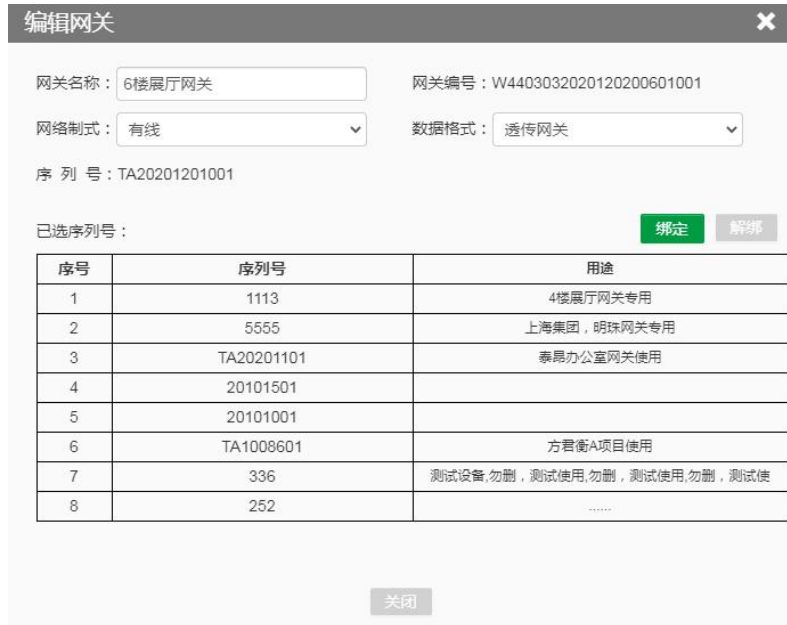 编辑网关
网关名称：6楼展厅网关 网关编号：W4403032020120200601001
网络制式：有线 数据格式：透传网关
序 列 号：TA20201201001
已选序列号： 绑定 解绑
序号 序列号 用途
1 1113 4楼展厅网关专用
2 5555 上海集团，明珠网关专用
3 TA20201101 泰昂办公室网关使用
4 20101501
5 20101001
6 TA1008601 方君衡A项目使用
7 336 测试设备,勿删，测试使用,勿删，测试使用,勿删，测试使
8 252 ......
关闭